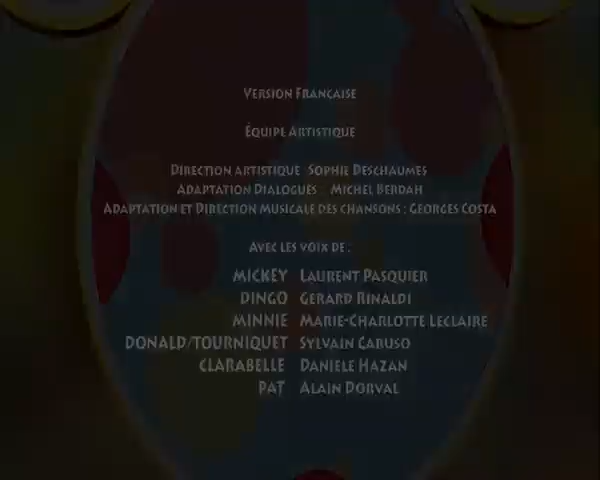 Version Française
Équipe Artistique
Direction artistique Sophie Deschaumes
Adaptation Dialogues : Michel Berdah
Adaptation et Direction Musicale des chansons : Georges Costa
Avec les voix de :
MICKEY Laurent Pasquier
DINGO Gerard Rinaldi
MINNIE Marie-Charlotte Leclaire
DONALD/TOURNIQUET Sylvain Caruso
CLARABELLE Daniele Hazan
PAT Alain Dorval